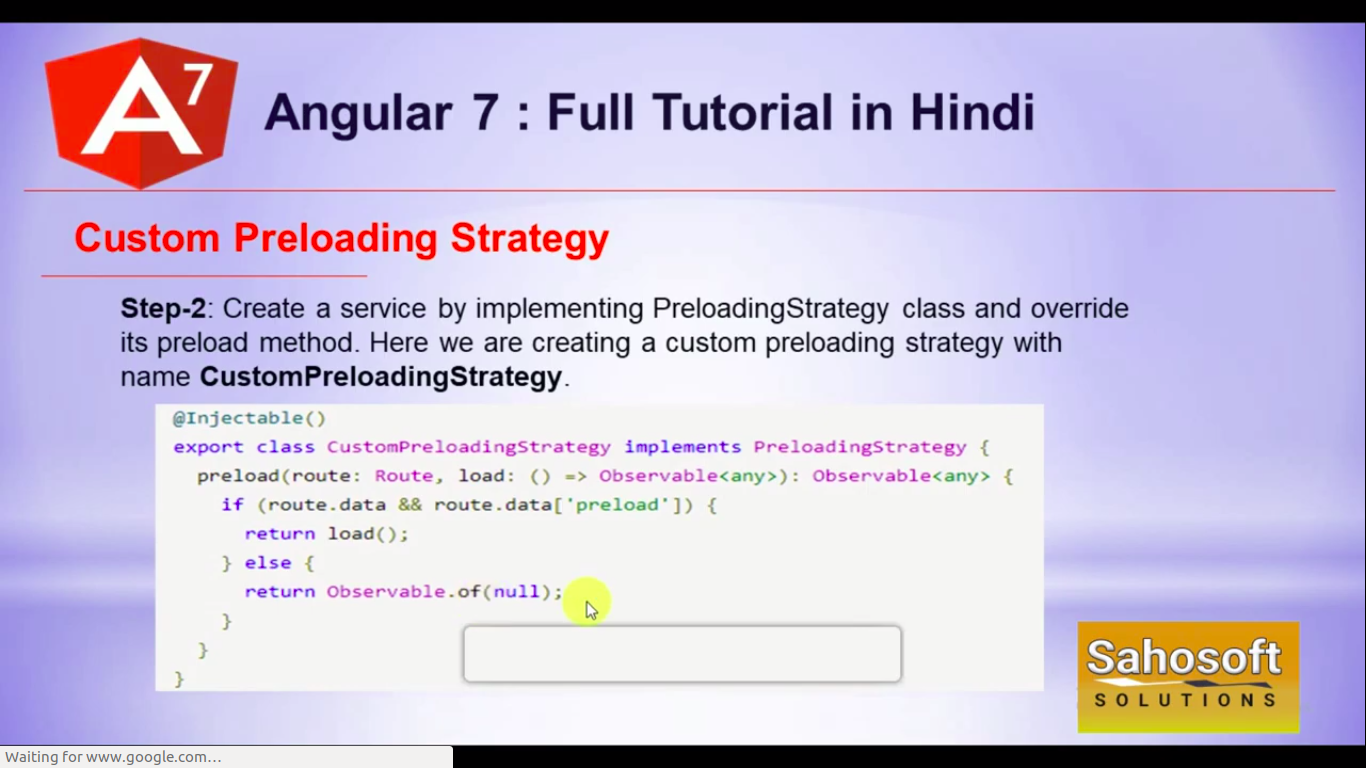 A7
Angular 7 : Full Tutorial in Hindi
Custom Preloading Strategy
Step-2: Create a service by implementing PreloadingStrategy class and override
its preload method. Here we are creating a custom preloading strategy with
name CustomPreloadingStrategy.
@Injectable()
export class CustomPreloadingStrategy implements PreloadingStrategy {
  preload(route: Route, load: () => Observable<any>): Observable<any> {
    if (route.data && route.data['preload']) {
      return load();
    } else {
      return Observable.of(null);
    }
  }
}
Sahosoft
SOLUTIONS
Waiting for www.google.com…